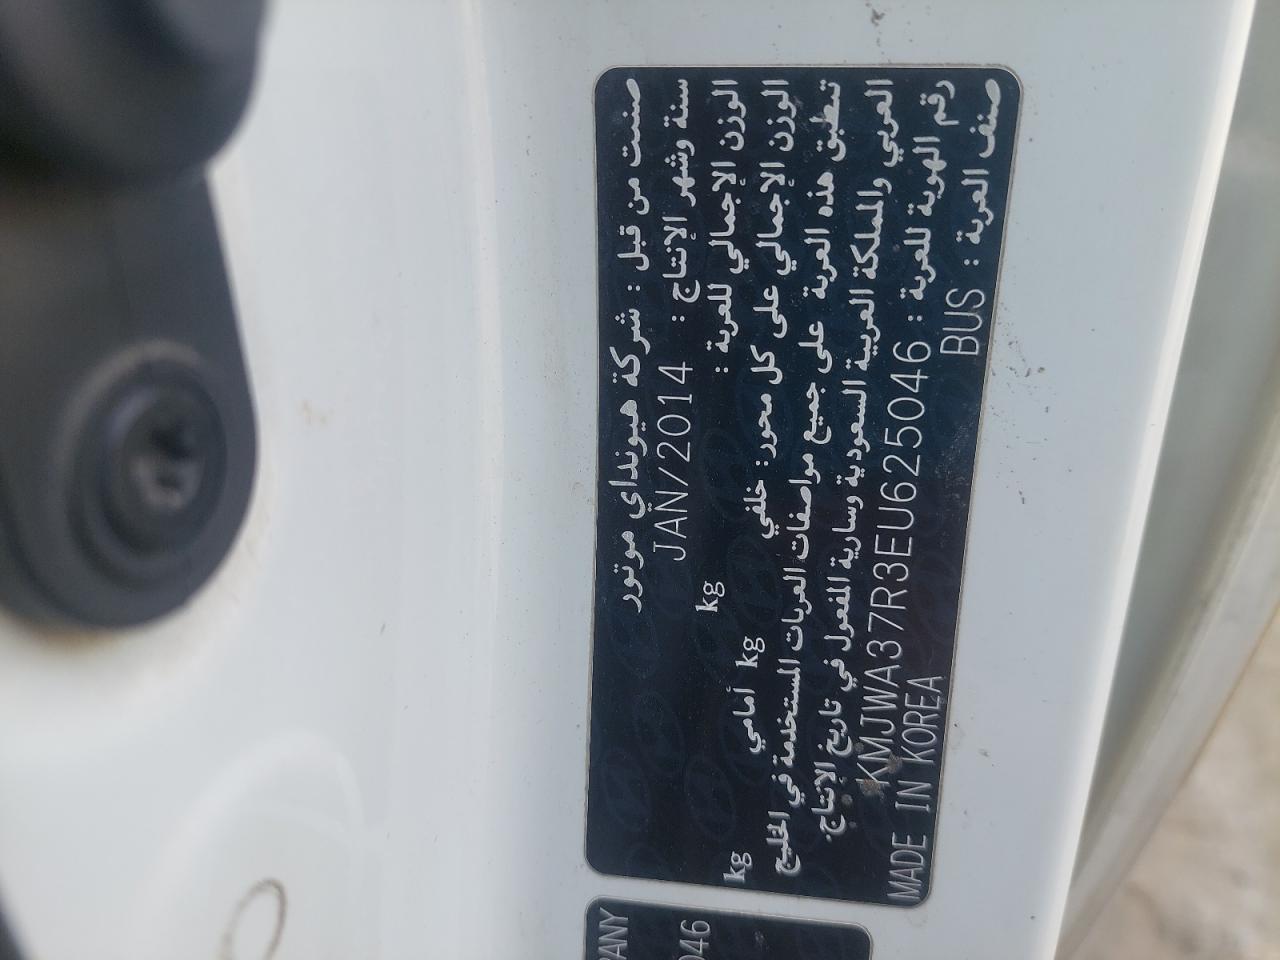 صنعت من قبل : شركة هيونداي موتور
سنة وشهر الإنتاج : JAN/2014
الوزن الإجمالي للعربة : kg
الوزن الإجمالي على كل محور : خلفي kg أمامي kg
تنطبق هذه العربة على جميع مواصفات العربات المستخدمة في الخليج
العربي والمملكة العربية السعودية وسارية المفعول في تاريخ الإنتاج.
رقم الهوية للعربة : KMJWA37R3EU625046
صنف العربة : BUS MADE IN KOREA
PANY
046